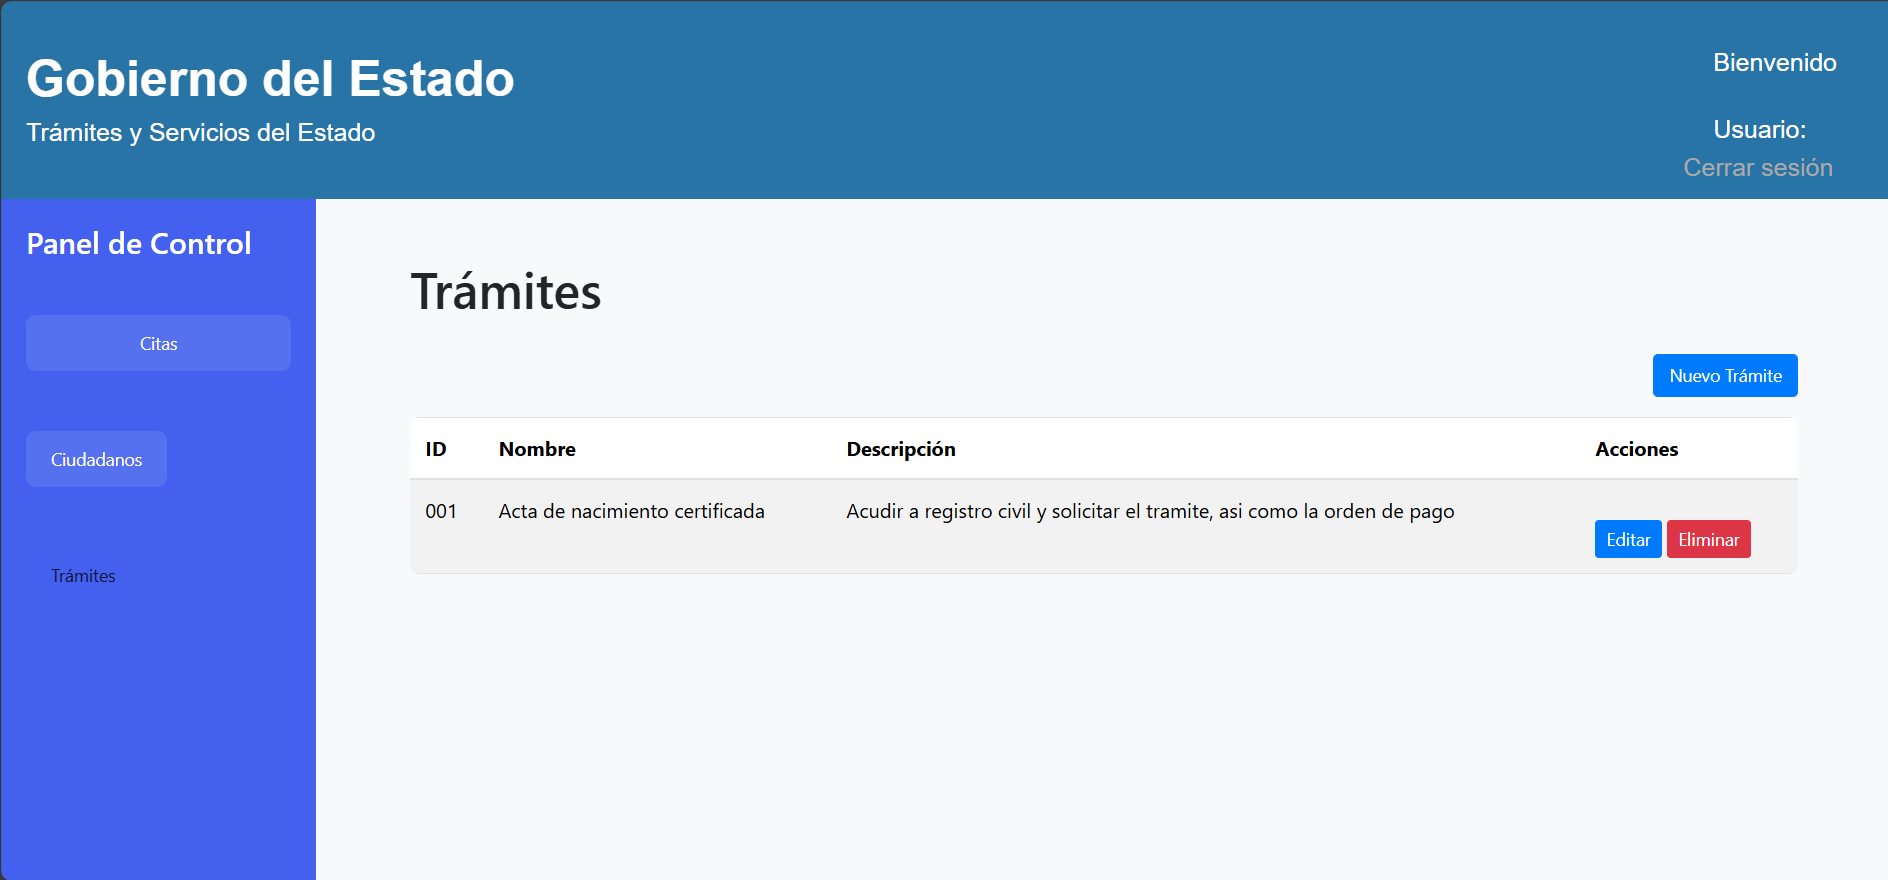 Gobierno del Estado
Trámites y Servicios del Estado
Bienvenido
Usuario:
Cerrar sesión
Panel de Control
Citas
Ciudadanos
Trámites
Trámites
Nuevo Trámite
ID Nombre Descripción Acciones
001 Acta de nacimiento certificada Acudir a registro civil y solicitar el tramite, asi como la orden de pago
Editar Eliminar